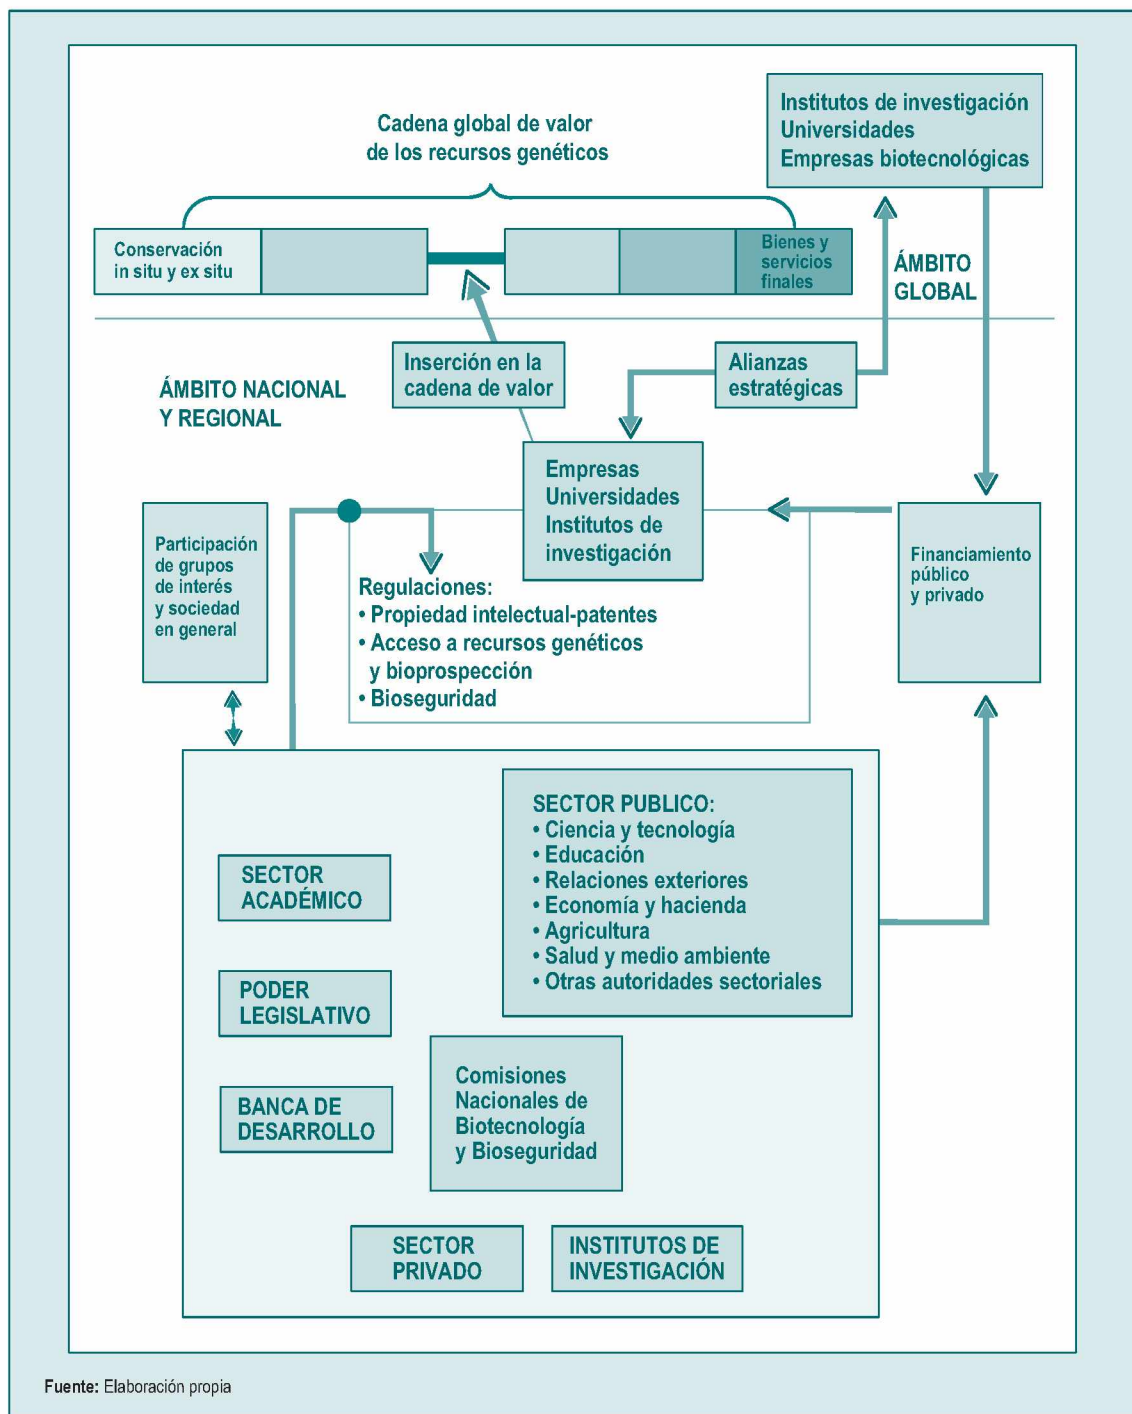 Cadena global de valor
de los recursos genéticos
Institutos de investigación
Universidades
Empresas biotecnológicas
Conservación
in situ y ex situ
Bienes y
servicios
finales
ÁMBITO
GLOBAL
ÁMBITO NACIONAL
Y REGIONAL
Inserción en la
cadena de valor
Alianzas
estratégicas
Empresas
Universidades
Institutos de
investigación
Participación
de grupos
de interés
y sociedad
en general
Financiamiento
público
y privado
Regulaciones:
• Propiedad intelectual-patentes
• Acceso a recursos genéticos
y bioprospección
• Bioseguridad
SECTOR PUBLICO:
• Ciencia y tecnología
• Educación
• Relaciones exteriores
• Economía y hacienda
• Agricultura
• Salud y medio ambiente
• Otras autoridades sectoriales
SECTOR
ACADÉMICO
PODER
LEGISLATIVO
BANCA DE
DESARROLLO
Comisiones
Nacionales de
Biotecnología
y Bioseguridad
SECTOR
PRIVADO
INSTITUTOS DE
INVESTIGACIÓN
Fuente: Elaboración propia